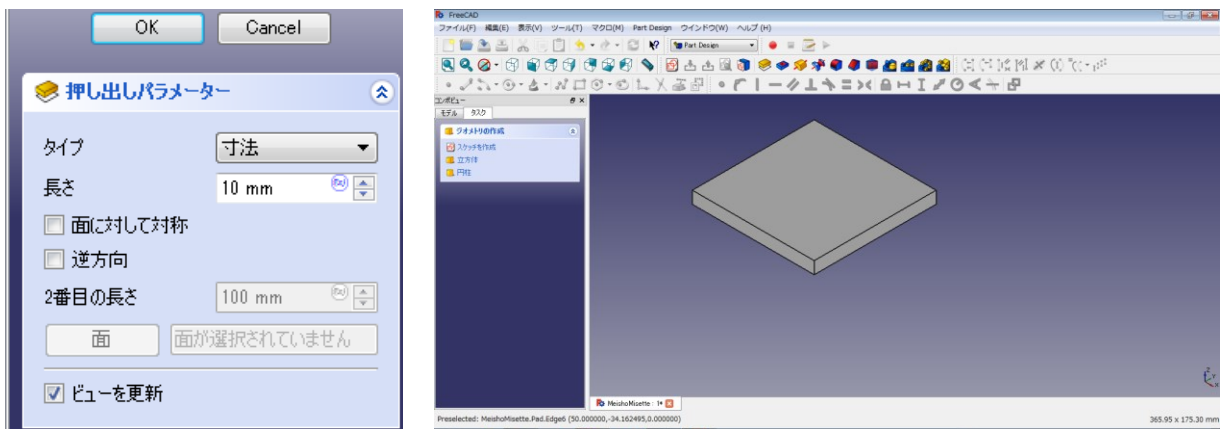 OK
Cancel
押し出しパラメーター
タイプ
寸法
長さ
10 mm
面に対して対称
逆方向
2番目の長さ
100 mm
面
面が選択されていません
ビューを更新
FreeCAD
ファイル(F) 編集(E) 表示(V) ツール(T) マクロ(M) Part Design ウインドウ(W) ヘルプ(H)
Part Design
コンボビュー
モデル タスク
ジオメトリの作成
スケッチを作成
立方体
円柱
MeishoMisette : 1*
Preselected: MeishoMisette.Pad.Edge6 (50.000000,-34.162495,0.000000)
365.95 x 175.30 mm